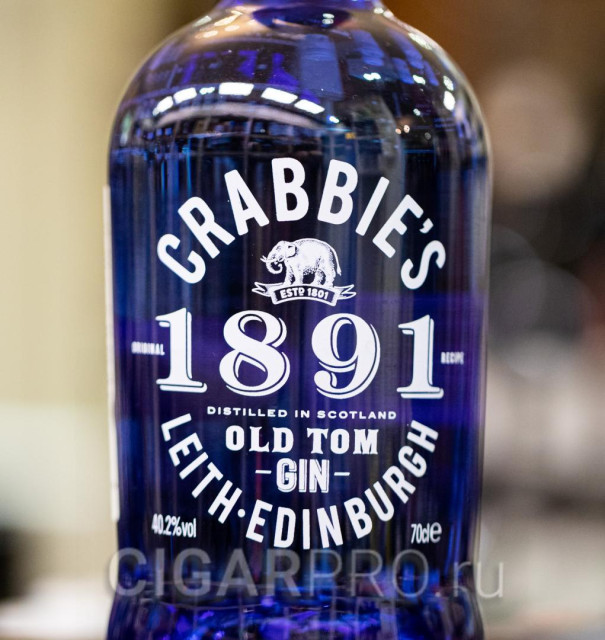 CRABBIE'S
ESTD 1801
ORIGINAL 1891 RECIPE
DISTILLED IN SCOTLAND
OLD TOM
-GIN-
LEITH·EDINBURGH
40.2%vol
70cl e
CIGARPRO.ru